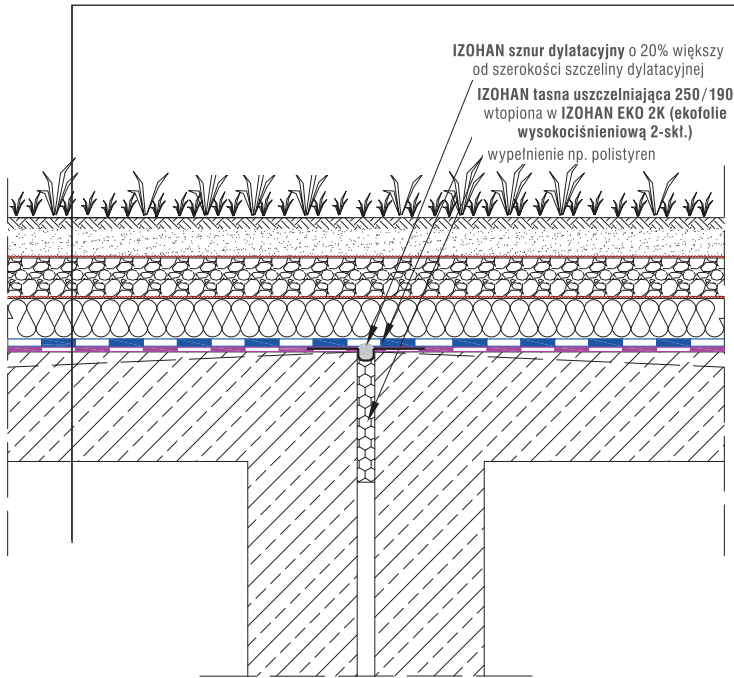 IZOHAN sznur dylatacyjny o 20% większy
od szerokości szczeliny dylatacyjnej
IZOHAN tasna uszczelniająca 250/190
wtopiona w IZOHAN EKO 2K (ekofolie
wysokociśnieniową 2-skł.)
wypełnienie np. polistyren